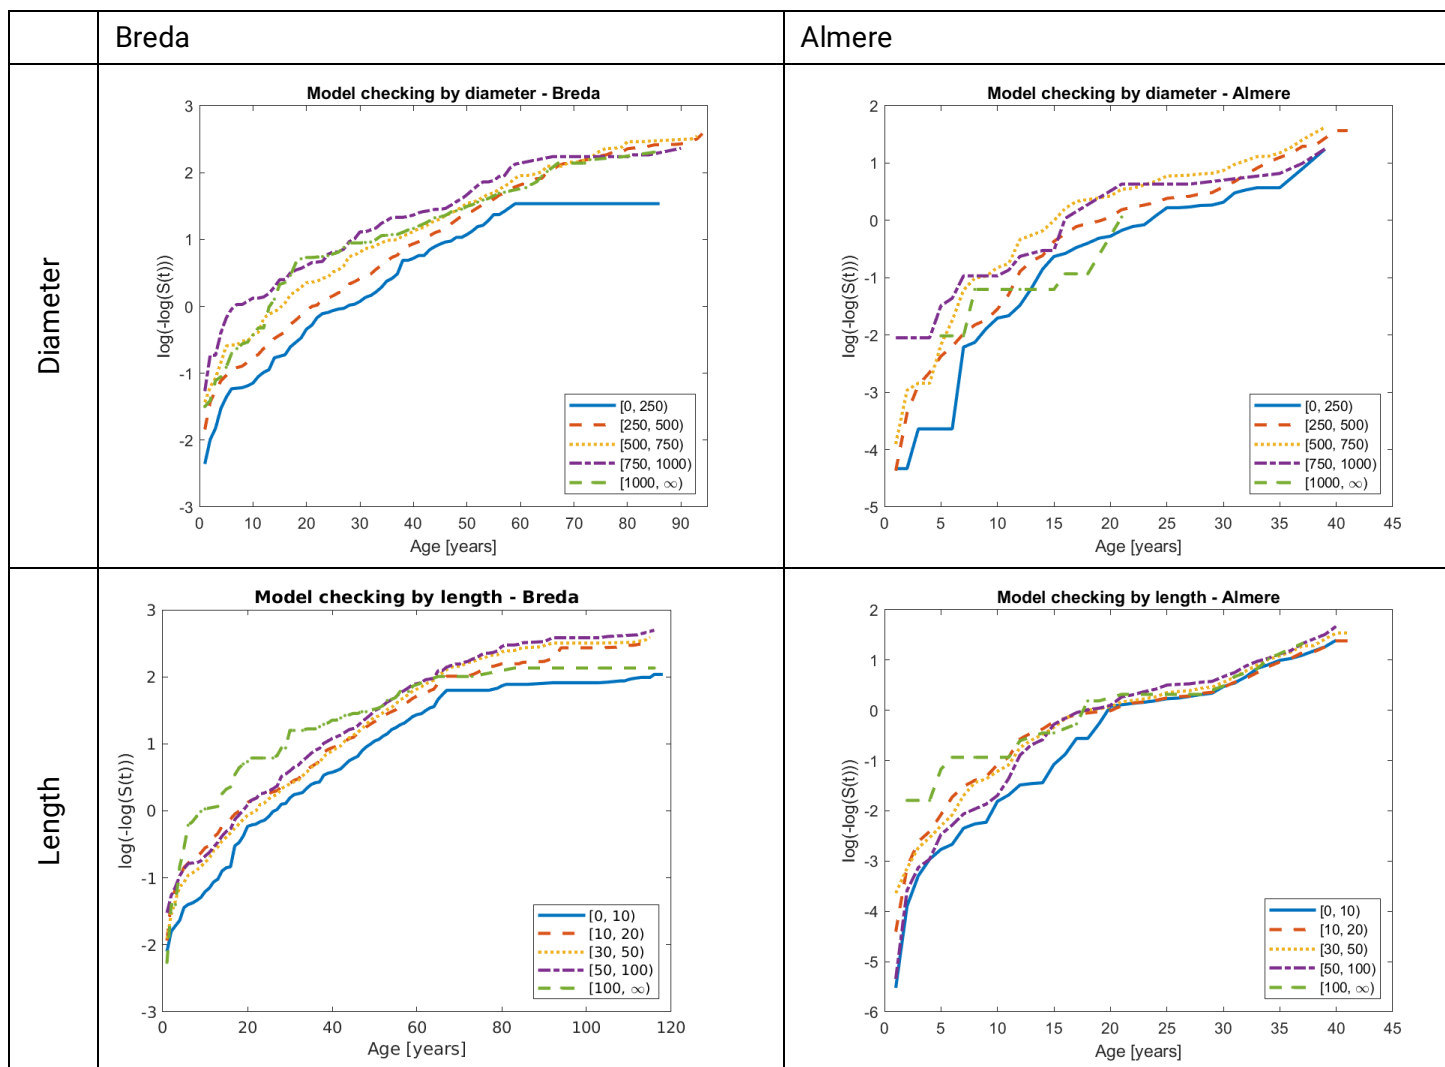 Breda
Almere
Diameter
Model checking by diameter - Breda
log(-log(S(t)))
3
2
1
0
-1
-2
-3
0 10 20 30 40 50 60 70 80 90
Age [years]
[0, 250)
[250, 500)
[500, 750)
[750, 1000)
[1000, ∞)
Model checking by diameter - Almere
log(-log(S(t)))
2
1
0
-1
-2
-3
-4
-5
0 5 10 15 20 25 30 35 40 45
Age [years]
[0, 250)
[250, 500)
[500, 750)
[750, 1000)
[1000, ∞)
Length
Model checking by length - Breda
log(-log(S(t)))
3
2
1
0
-1
-2
-3
0 20 40 60 80 100 120
Age [years]
[0, 10)
[10, 20)
[30, 50)
[50, 100)
[100, ∞)
Model checking by length - Almere
log(-log(S(t)))
2
1
0
-1
-2
-3
-4
-5
-6
0 5 10 15 20 25 30 35 40 45
Age [years]
[0, 10)
[10, 20)
[30, 50)
[50, 100)
[100, ∞)